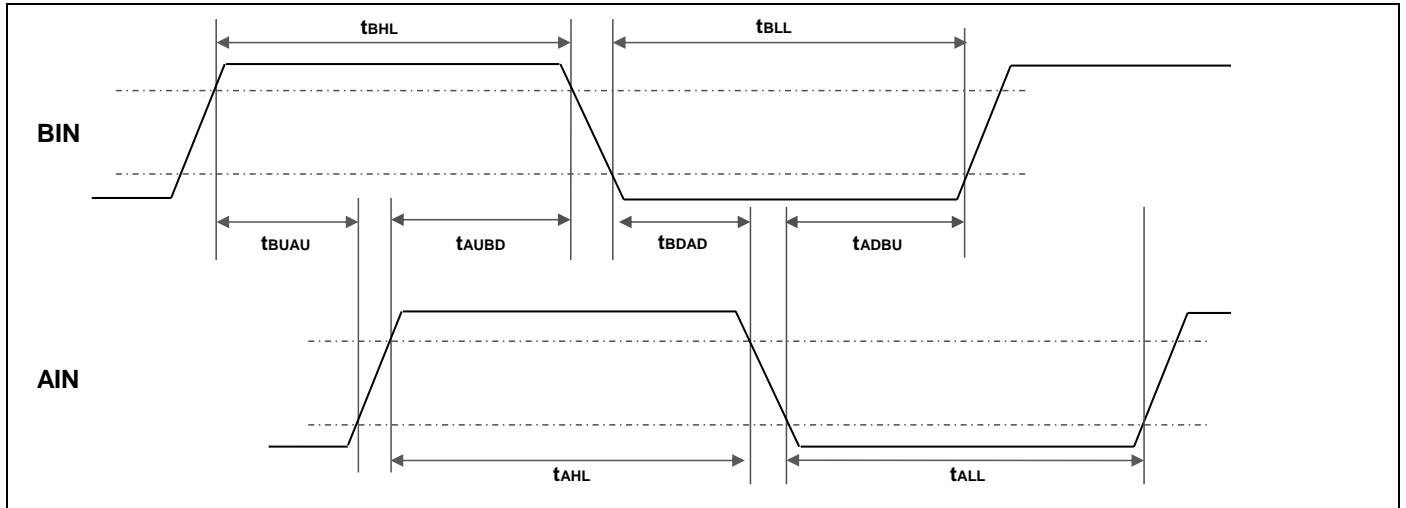 tBHL
tBLL
BIN
tBUAU
tAUBD
tBDAD
tADBU
AIN
tAHL
tALL